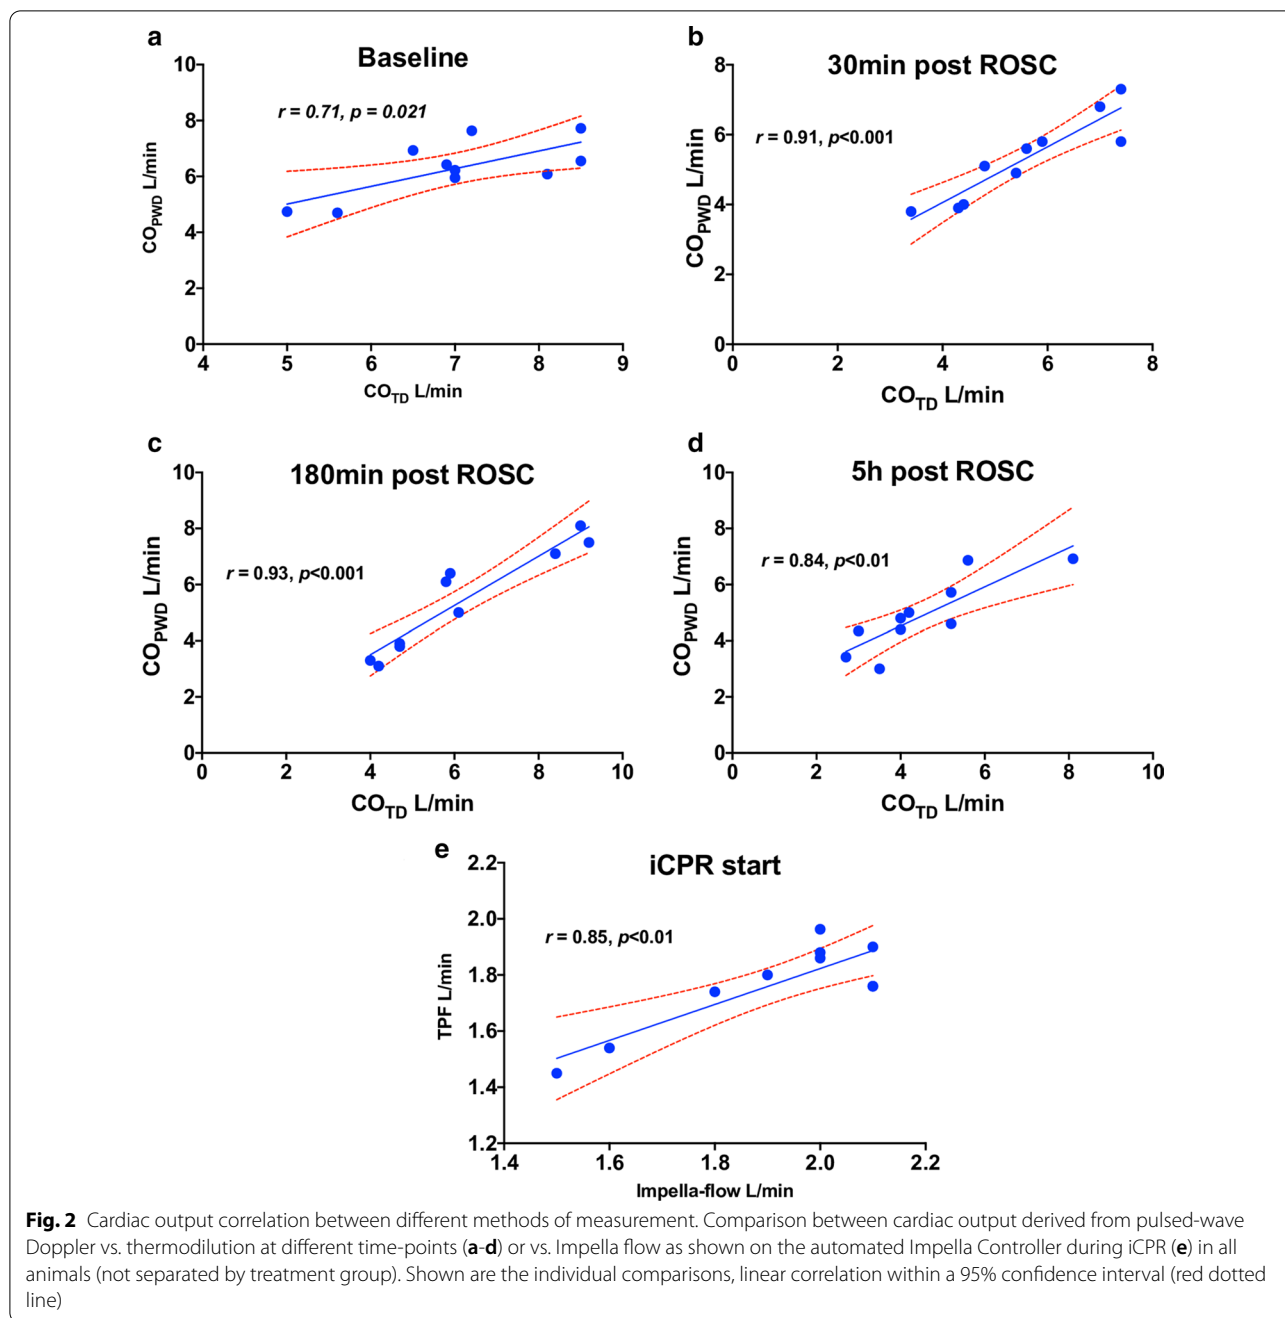 a
Baseline
r = 0.71, p = 0.021
10
8
6
4
2
0
COPWD L/min
4 5 6 7 8 9
COTD L/min
b
30min post ROSC
r = 0.91, p<0.001
8
6
4
2
0
COPWD L/min
0 2 4 6 8
COTD L/min
c
180min post ROSC
r = 0.93, p<0.001
10
8
6
4
2
0
COPWD L/min
0 2 4 6 8 10
COTD L/min
d
5h post ROSC
r = 0.84, p<0.01
10
8
6
4
2
0
COPWD L/min
0 2 4 6 8 10
COTD L/min
e
iCPR start
r = 0.85, p<0.01
2.2
2.0
1.8
1.6
1.4
1.2
TPF L/min
1.4 1.6 1.8 2.0 2.2
Impella-flow L/min
Fig. 2 Cardiac output correlation between different methods of measurement. Comparison between cardiac output derived from pulsed-wave
Doppler vs. thermodilution at different time-points (a-d) or vs. Impella flow as shown on the automated Impella Controller during iCPR (e) in all
animals (not separated by treatment group). Shown are the individual comparisons, linear correlation within a 95% confidence interval (red dotted
line)